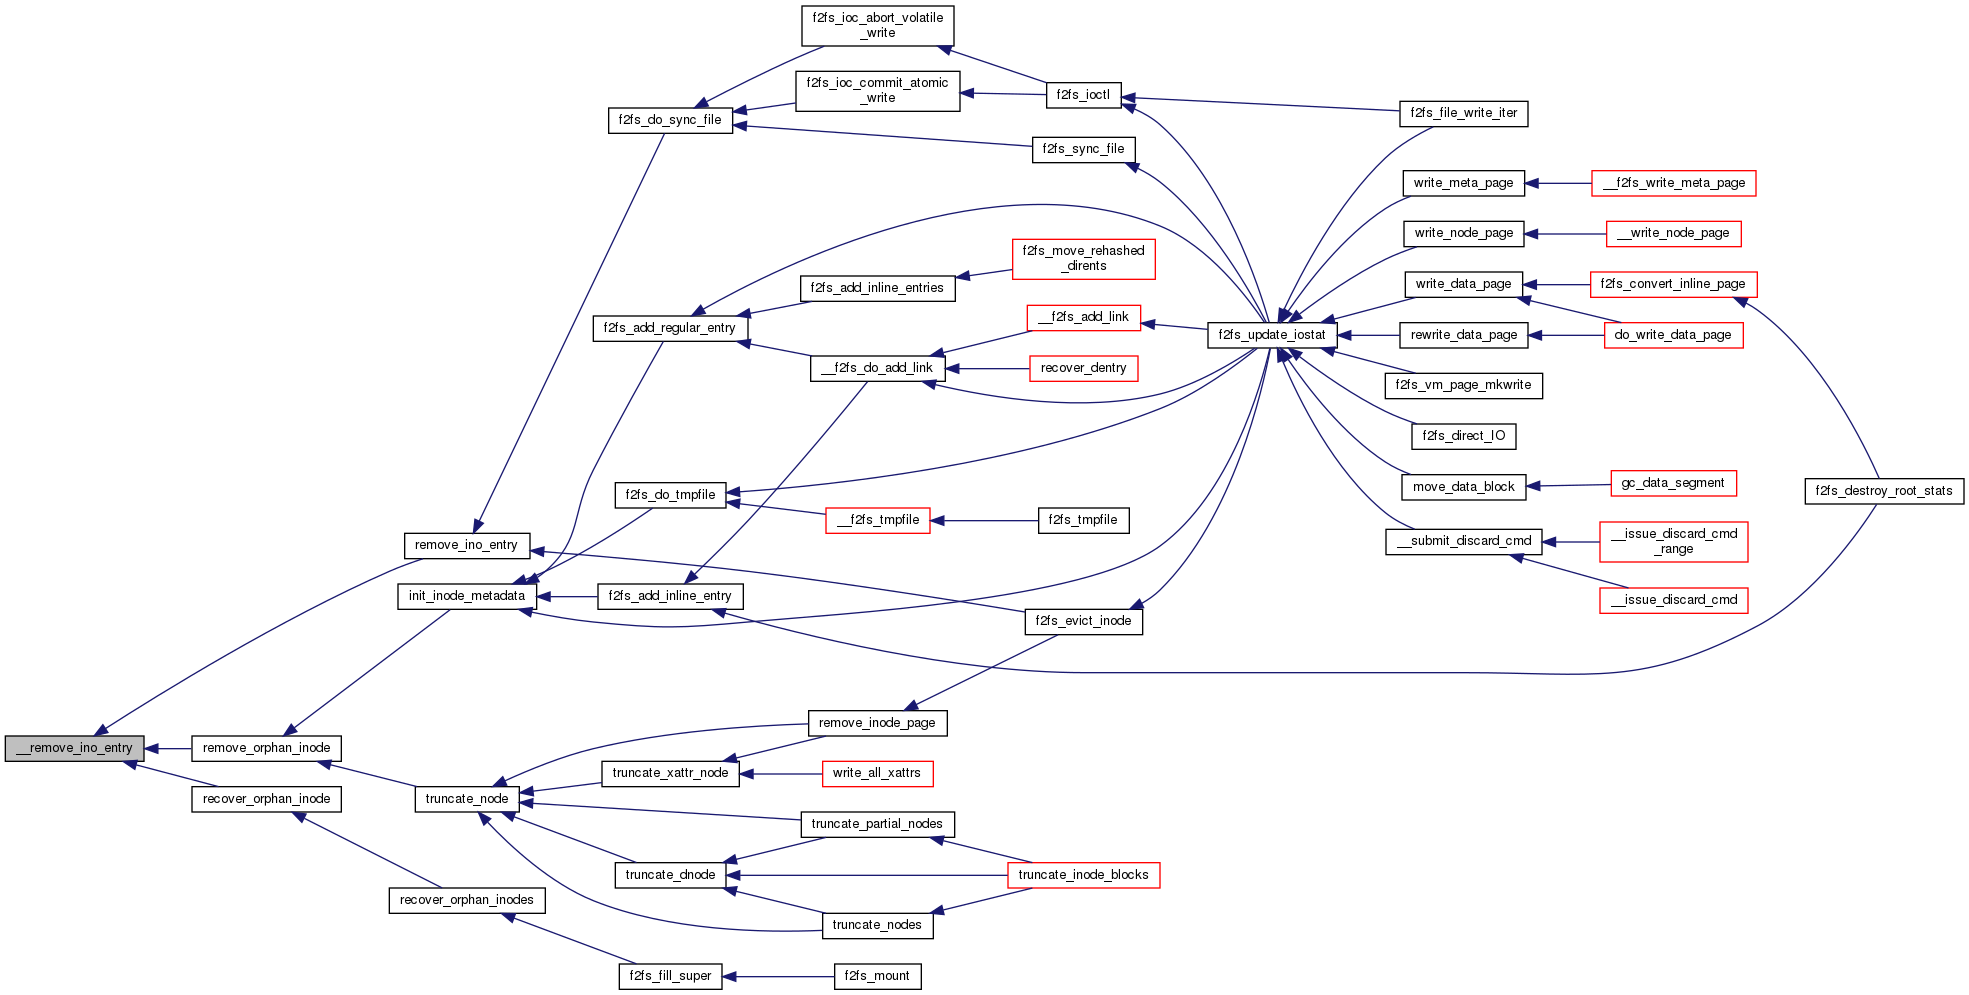 f2fs_ioc_abort_volatile
_write
f2fs_ioc_commit_atomic
_write
f2fs_ioctl
f2fs_do_sync_file
f2fs_file_write_iter
f2fs_sync_file
write_meta_page
__f2fs_write_meta_page
write_node_page
__write_node_page
f2fs_move_rehashed
_dirents
f2fs_add_inline_entries
write_data_page
f2fs_convert_inline_page
__f2fs_add_link
f2fs_add_regular_entry
f2fs_update_iostat
rewrite_data_page
do_write_data_page
__f2fs_do_add_link
recover_dentry
f2fs_vm_page_mkwrite
f2fs_direct_IO
f2fs_do_tmpfile
move_data_block
gc_data_segment
f2fs_destroy_root_stats
__f2fs_tmpfile
f2fs_tmpfile
remove_ino_entry
__submit_discard_cmd
__issue_discard_cmd
_range
init_inode_metadata
f2fs_add_inline_entry
__issue_discard_cmd
f2fs_evict_inode
remove_inode_page
__remove_ino_entry
remove_orphan_inode
truncate_xattr_node
write_all_xattrs
recover_orphan_inode
truncate_node
truncate_partial_nodes
truncate_dnode
truncate_inode_blocks
recover_orphan_inodes
truncate_nodes
f2fs_fill_super
f2fs_mount